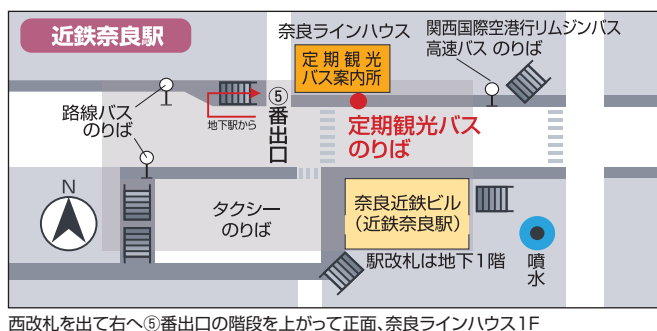 近鉄奈良駅
奈良ラインハウス
関西国際空港行リムジンバス
高速バス のりば
定期観光
バス案内所
路線バス
のりば
地下駅から
⑤番出口
定期観光バス
のりば
N
タクシー
のりば
奈良近鉄ビル
(近鉄奈良駅)
駅改札は地下1階
噴水
西改札を出て右へ⑤番出口の階段を上がって正面、奈良ラインハウス1F